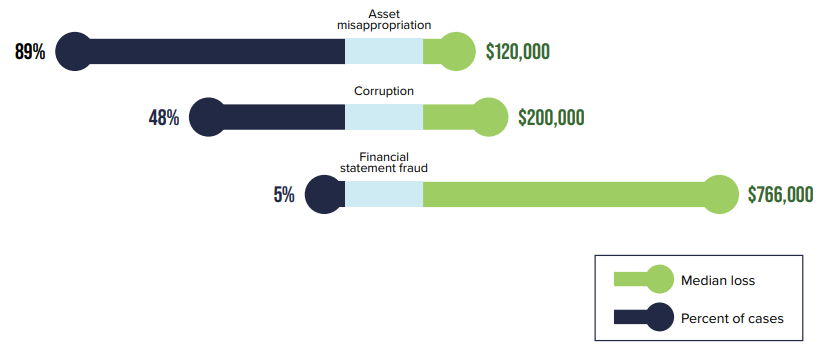 Asset
misappropriation
89%
$120,000
Corruption
48%
$200,000
Financial
statement fraud
5%
$766,000
Median loss
Percent of cases